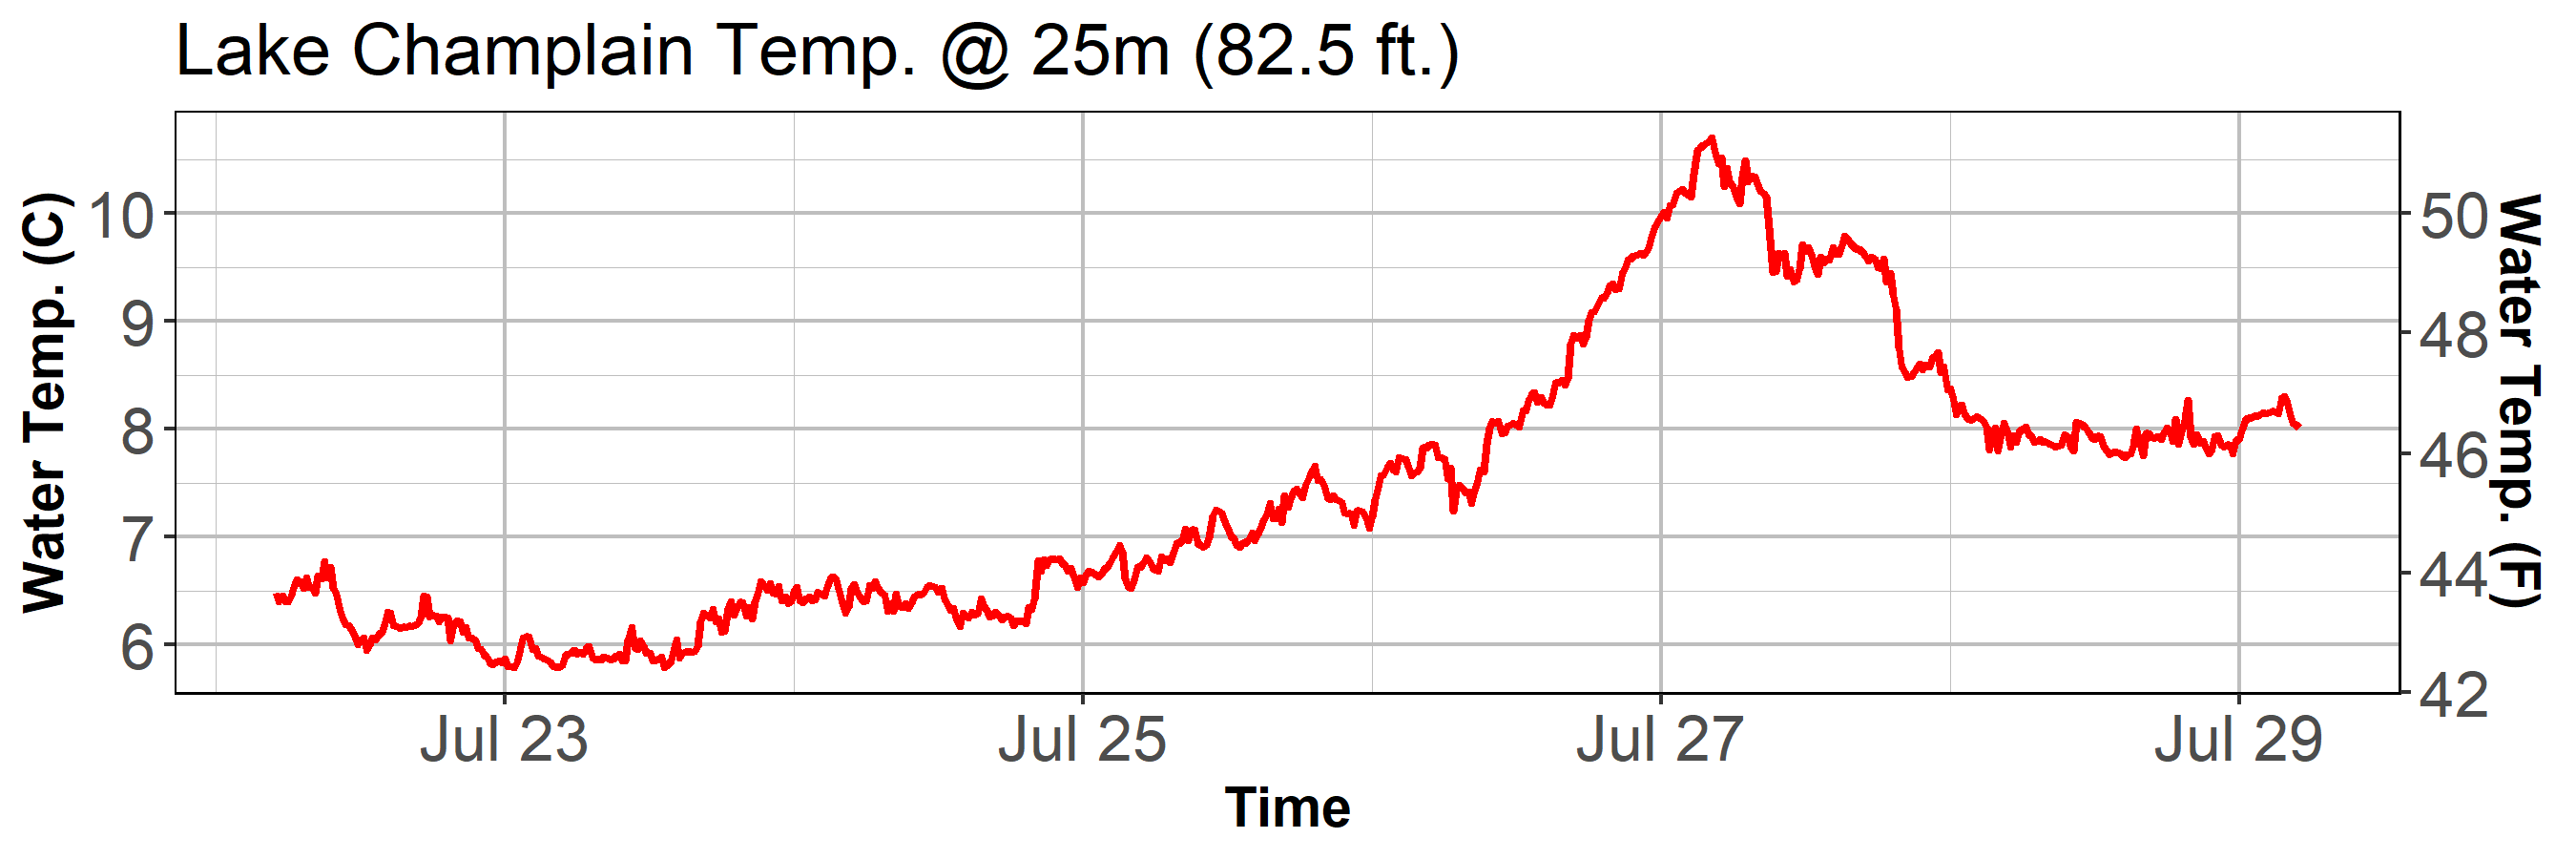 Lake Champlain Temp. @ 25m (82.5 ft.)
Water Temp. (C)
10
9
8
7
6
50
48
46
44
42
Water Temp. (F)
Jul 23
Jul 25
Jul 27
Jul 29
Time